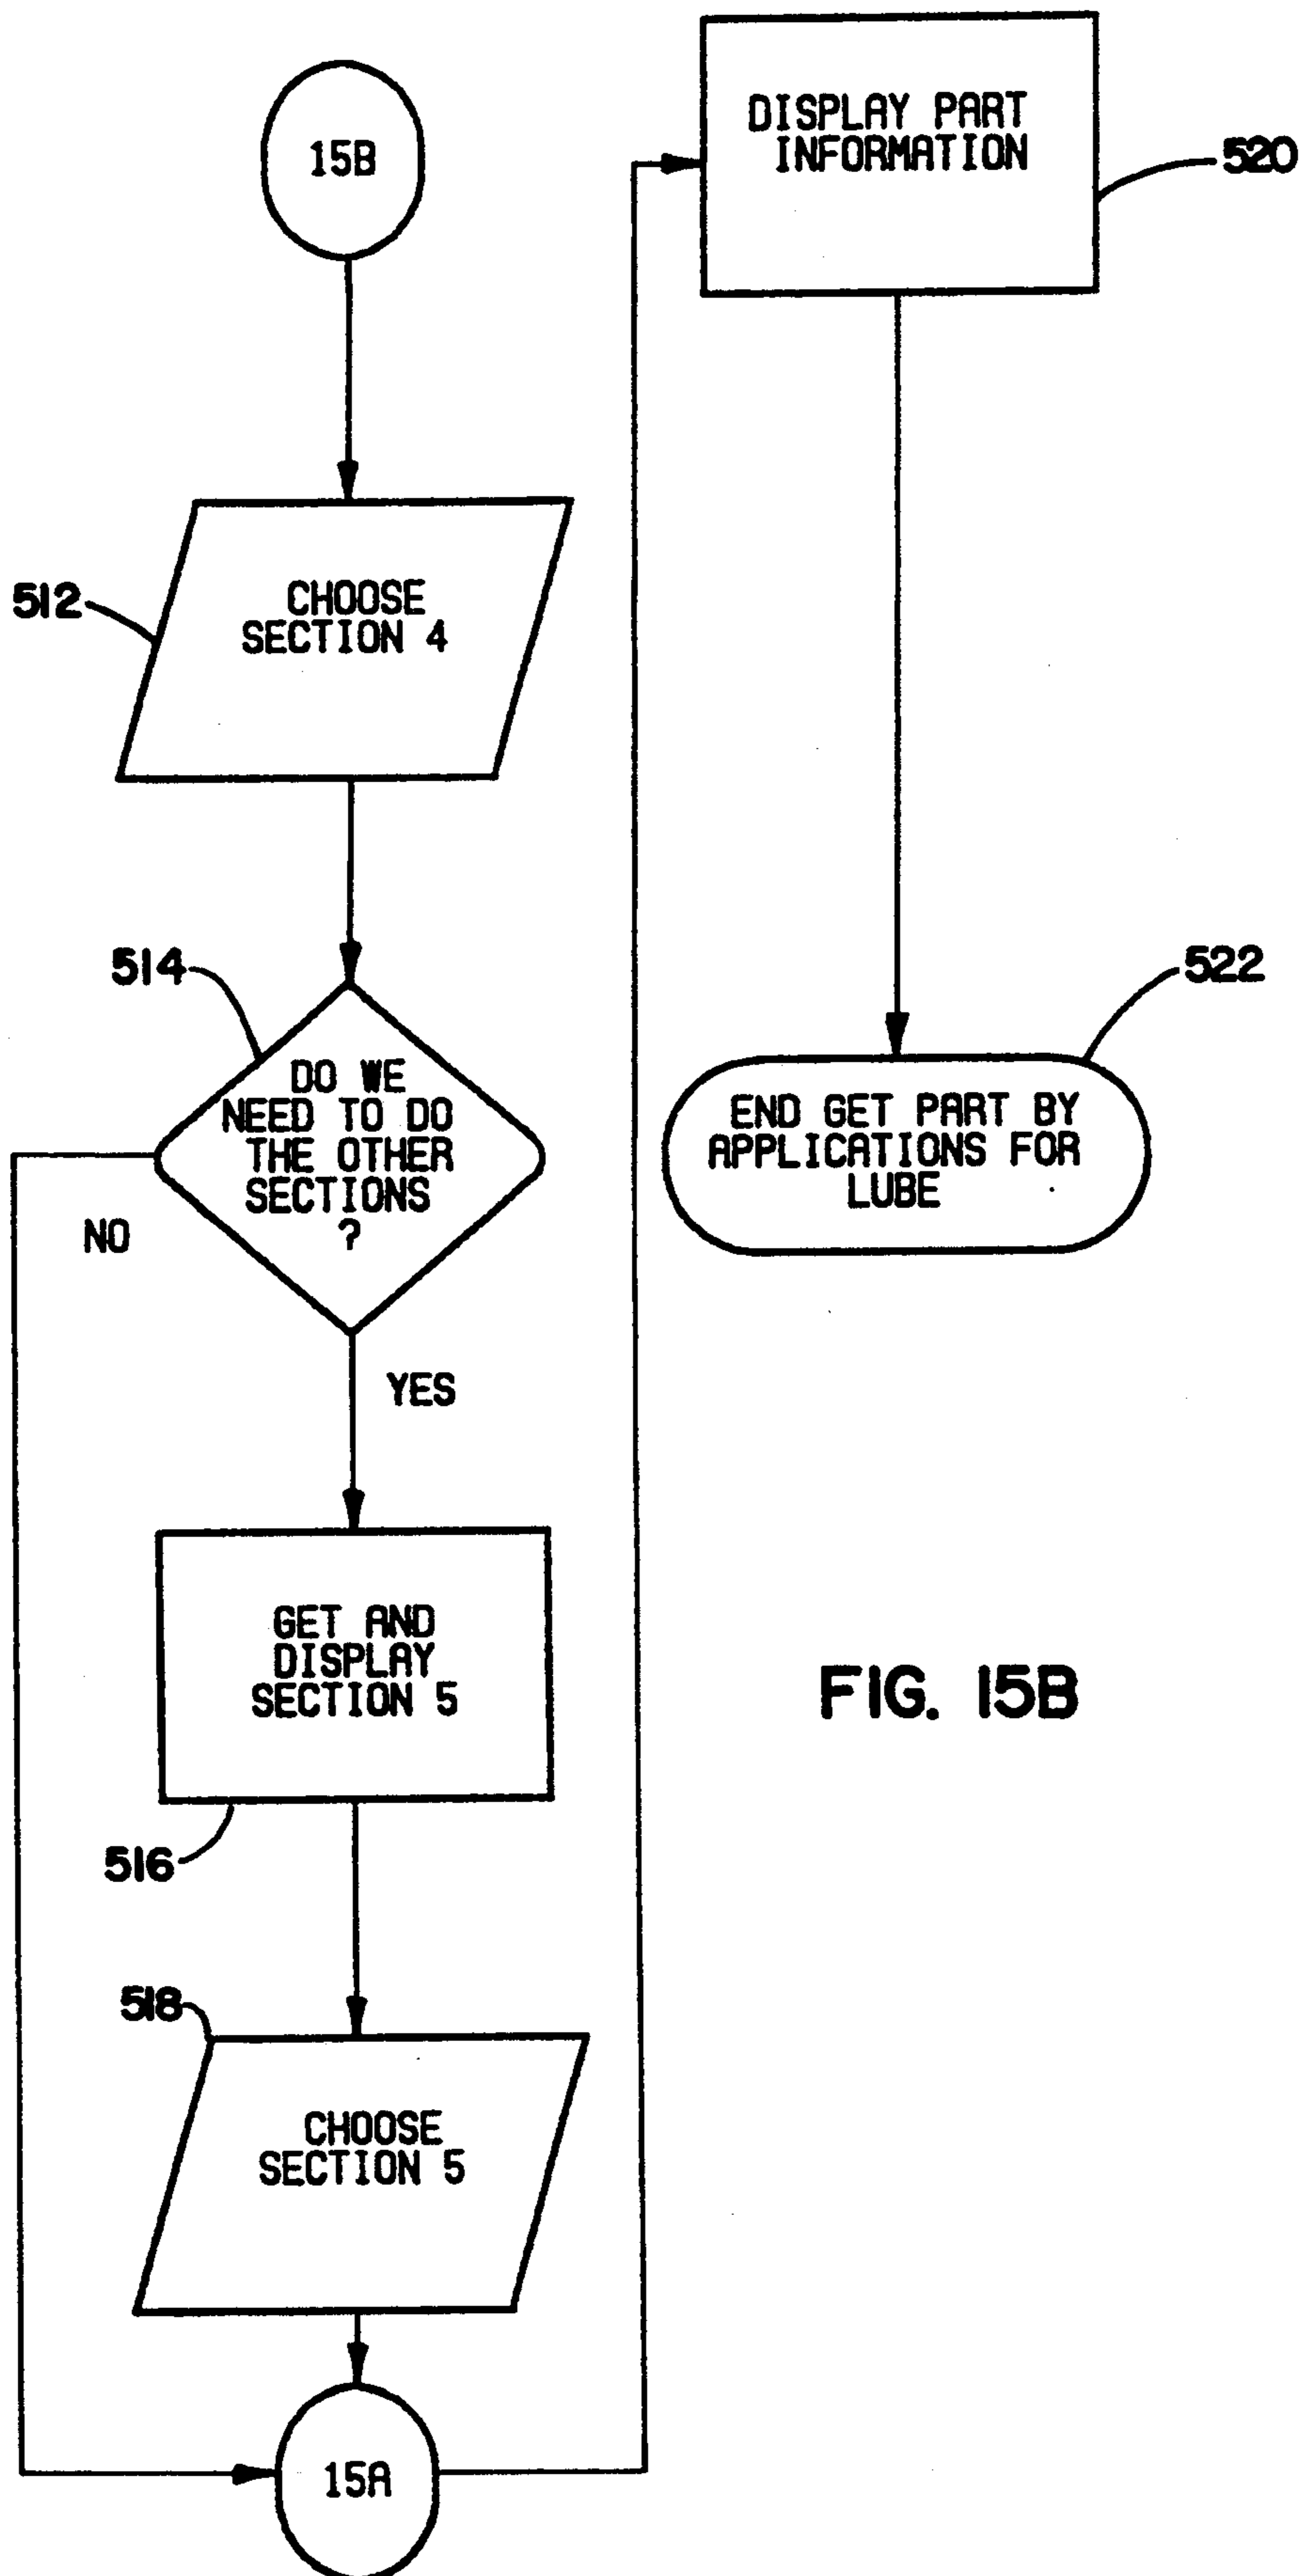 15B
512
CHOOSE
SECTION 4
514
DO WE
NEED TO DO
THE OTHER
SECTIONS
?
NO
YES
GET AND
DISPLAY
SECTION 5
516
518
CHOOSE
SECTION 5
15A
DISPLAY PART
INFORMATION
520
522
END GET PART BY
APPLICATIONS FOR
LUBE
FIG. 15B